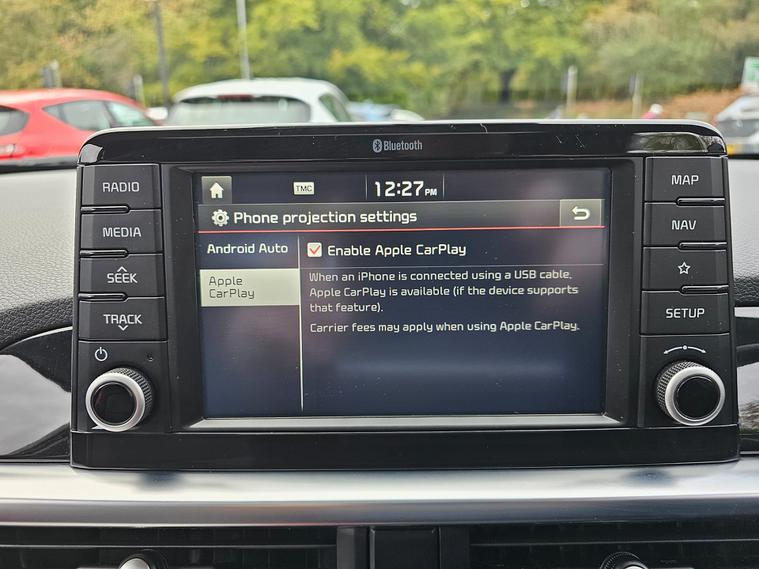 Bluetooth
RADIO
MEDIA
SEEK
TRACK
TMC
12:27 PM
Phone projection settings
Android Auto
Apple
CarPlay
Enable Apple CarPlay
When an iPhone is connected using a USB cable,
Apple CarPlay is available (if the device supports
that feature).
Carrier fees may apply when using Apple CarPlay.
MAP
NAV
SETUP